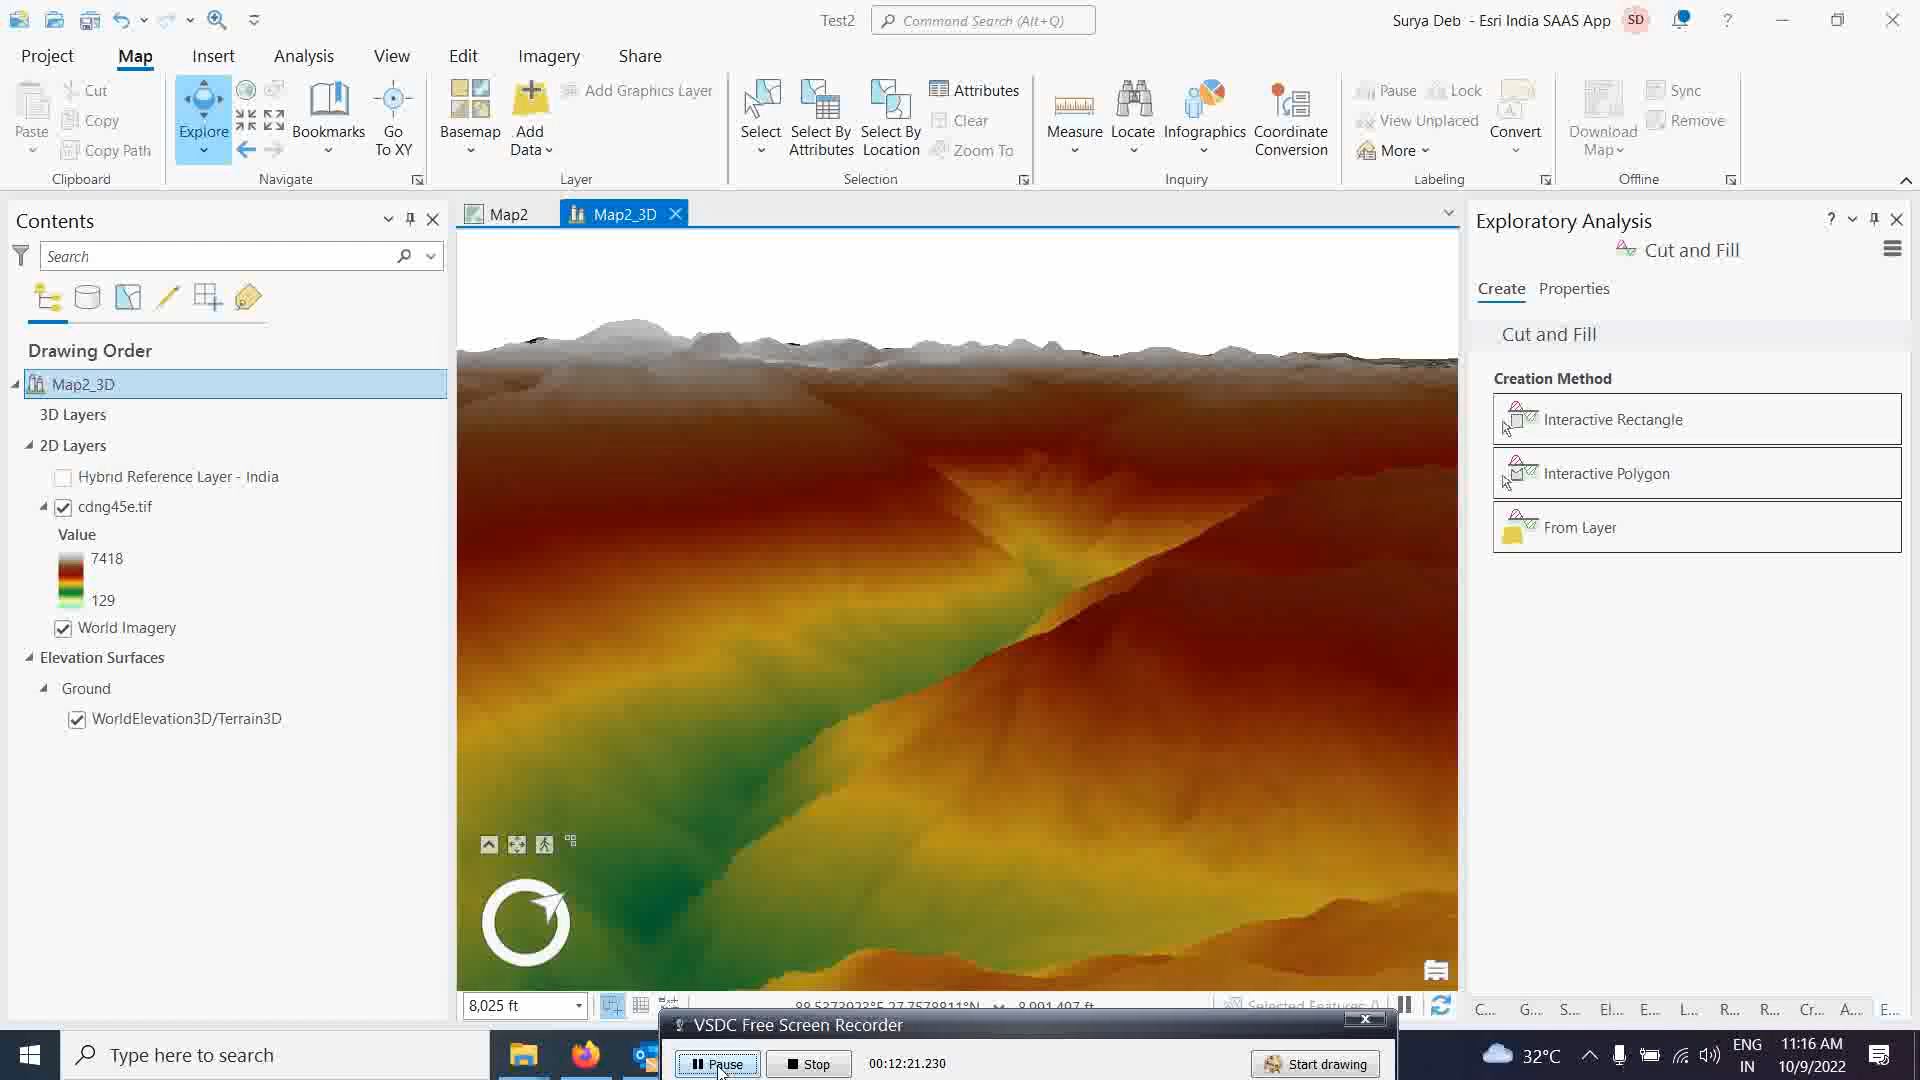 Test2
Command Search (Alt+Q)
Surya Deb - Esri India SAAS App
SD
?
Project Map Insert Analysis View Edit Imagery Share
Paste
Cut
Copy
Copy Path
Clipboard
Explore
Bookmarks
Go
To XY
Navigate
Basemap
Add
Data
Add Graphics Layer
Layer
Select
Select By
Attributes
Select By
Location
Attributes
Clear
Zoom To
Selection
Measure
Locate
Infographics
Coordinate
Conversion
Inquiry
Pause
Lock
View Unplaced
More
Convert
Labeling
Download
Map
Sync
Remove
Offline
Contents
Search
Drawing Order
Map2_3D
3D Layers
2D Layers
Hybrid Reference Layer - India
cdng45e.tif
Value
7418
129
World Imagery
Elevation Surfaces
Ground
WorldElevation3D/Terrain3D
Map2
Map2_3D
8,025 ft
Selected Features: 0
Exploratory Analysis
?
Cut and Fill
Create Properties
Cut and Fill
Creation Method
Interactive Rectangle
Interactive Polygon
From Layer
C... G... S... El... E... L... R... R... Cr... A... E...
VSDC Free Screen Recorder
x
Pause
Stop
00:12:21.230
Start drawing
Type here to search
32°C
ENG
IN
11:16 AM
10/9/2022